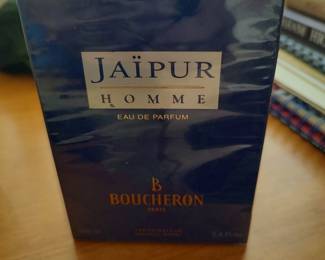 JAÏPUR
HOMME
EAU DE PARFUM
B
BOUCHERON
PARIS